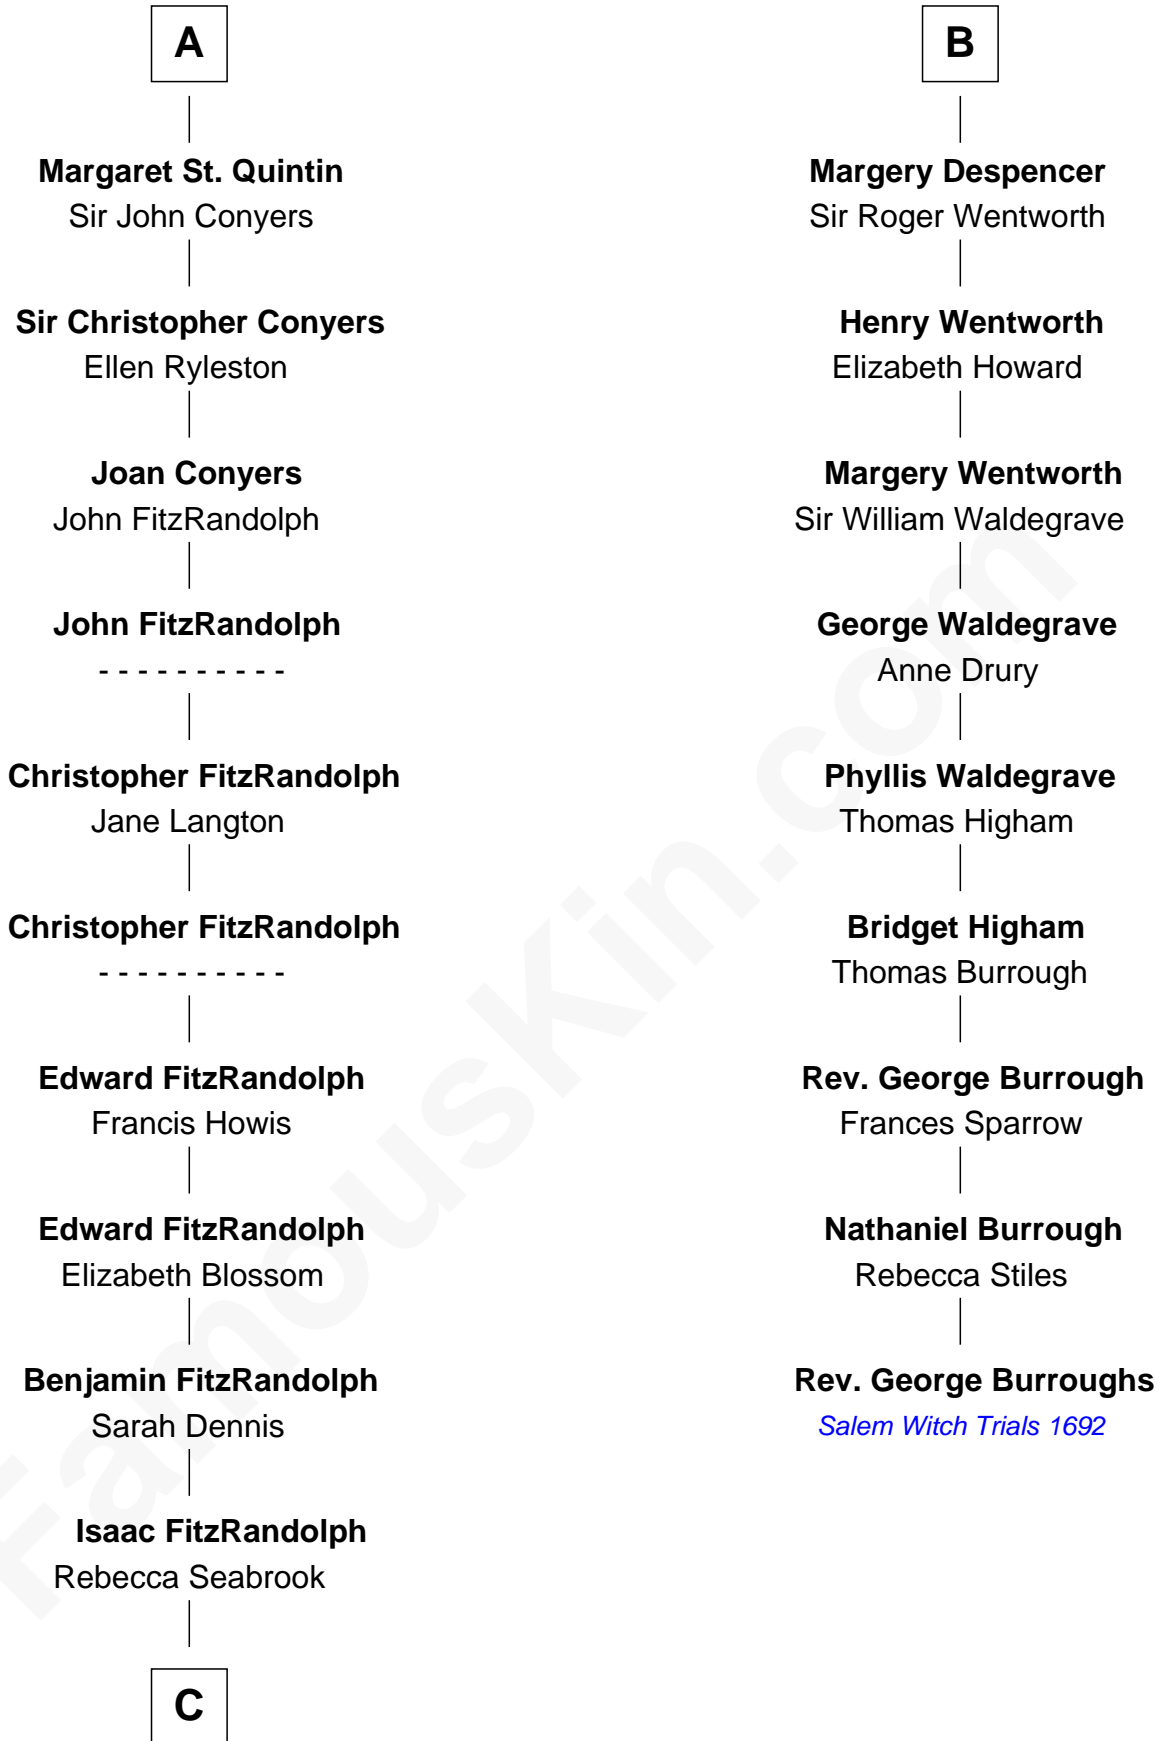 A
Margaret St. Quintin
Sir John Conyers
Sir Christopher Conyers
Ellen Ryleston
Joan Conyers
John FitzRandolph
John FitzRandolph
- - - - - - - - - -
Christopher FitzRandolph
Jane Langton
Christopher FitzRandolph
- - - - - - - - - -
Edward FitzRandolph
Francis Howis
Edward FitzRandolph
Elizabeth Blossom
Benjamin FitzRandolph
Sarah Dennis
Isaac FitzRandolph
Rebecca Seabrook
C
B
Margery Despencer
Sir Roger Wentworth
Henry Wentworth
Elizabeth Howard
Margery Wentworth
Sir William Waldegrave
George Waldegrave
Anne Drury
Phyllis Waldegrave
Thomas Higham
Bridget Higham
Thomas Burrough
Rev. George Burrough
Frances Sparrow
Nathaniel Burrough
Rebecca Stiles
Rev. George Burroughs
Salem Witch Trials 1692
FamousKin.com